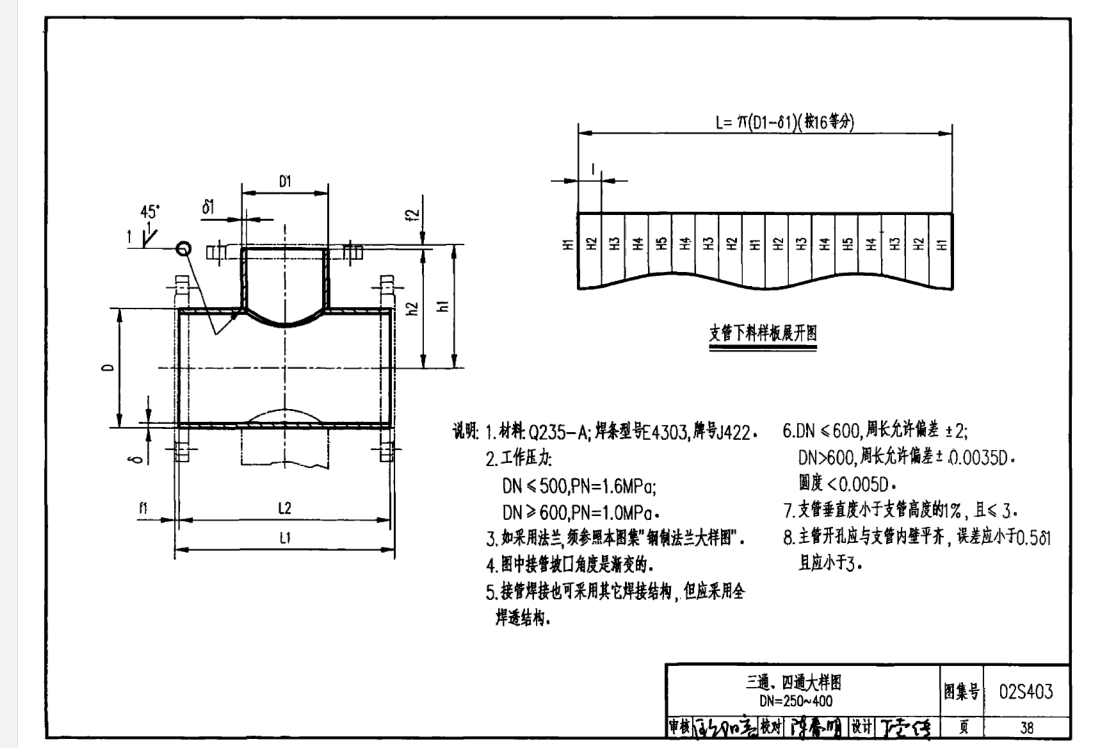 L= π(D1-δ1)(按16等分)
l
H1 H2 H3 H4 H5 H4 H3 H2 H1 H2 H3 H4 H5 H4 H3 H2 H1
支管下料样板展开图
D1
δ1
f2
45°
1
1
h2
h1
D
δ
f1
L2
L1
说明: 1.材料: Q235-A; 焊条型号E4303, 牌号J422.
2.工作压力:
DN≤500,PN=1.6MPa;
DN≥600,PN=1.0MPa.
3.如采用法兰,须参照本图集"钢制法兰大样图".
4.图中接管坡口角度是渐变的.
5.接管焊接也可采用其它焊接结构, 但应采用全
焊透结构.
6.DN ≤600, 周长允许偏差 ±2;
DN>600, 周长允许偏差± 0.0035D.
圆度<0.005D.
7.支管垂直度小于支管高度的1%, 且≤ 3.
8.主管开孔应与支管内壁平齐, 误差应小于0.5δ1
且应小于3.
三通、四通大样图
DN=250~400
图集号
02S403
审核 校对 陈春明 设计
页
38